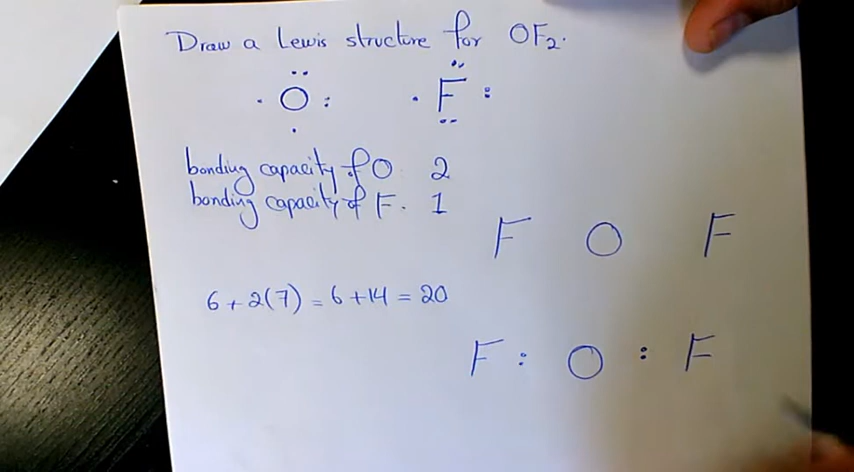 Draw a Lewis structure for OF₂.
·· ··
· O : · F :
· ··
bonding capacity of O 2
bonding capacity of F. 1
F O F
6 + 2(7) = 6 + 14 = 20
F : O : F